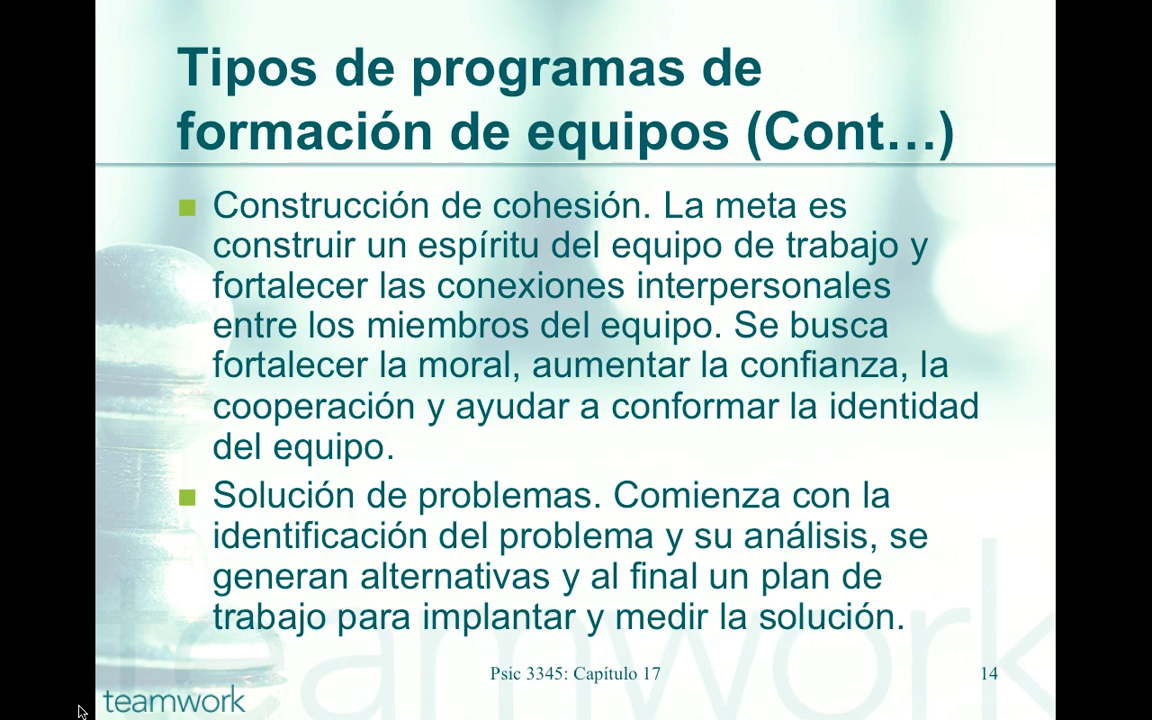 Tipos de programas de
formación de equipos (Cont…)
Construcción de cohesión. La meta es
construir un espíritu del equipo de trabajo y
fortalecer las conexiones interpersonales
entre los miembros del equipo. Se busca
fortalecer la moral, aumentar la confianza, la
cooperación y ayudar a conformar la identidad
del equipo.
Solución de problemas. Comienza con la
identificación del problema y su análisis, se
generan alternativas y al final un plan de
trabajo para implantar y medir la solución.
teamwork
Psic 3345: Capítulo 17
14
teamwork